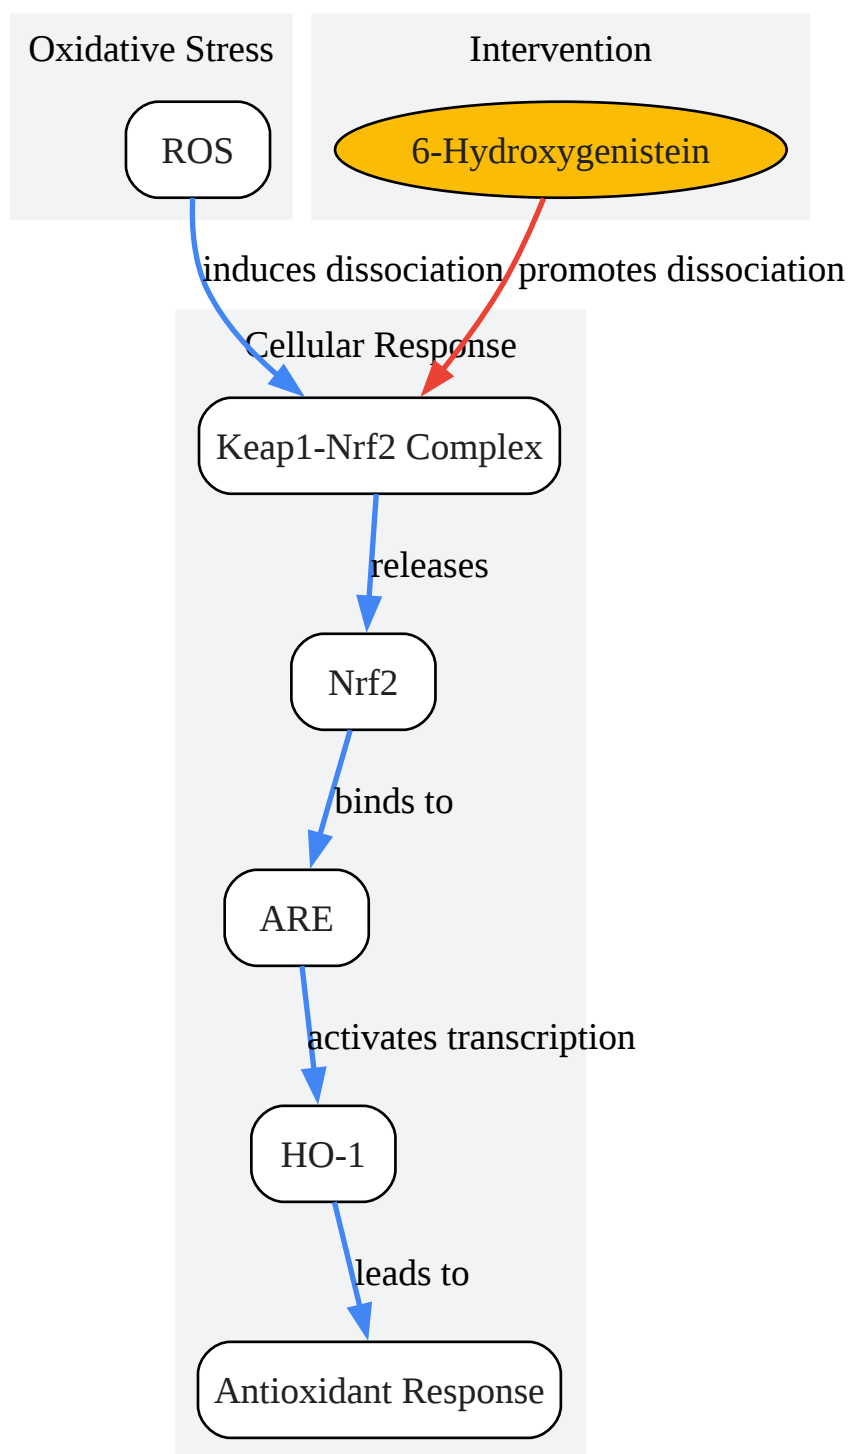 Oxidative Stress
Intervention
ROS
6-Hydroxygenistein
induces dissociation
promotes dissociation
Cellular Response
Keap1-Nrf2 Complex
releases
Nrf2
binds to
ARE
activates transcription
HO-1
leads to
Antioxidant Response